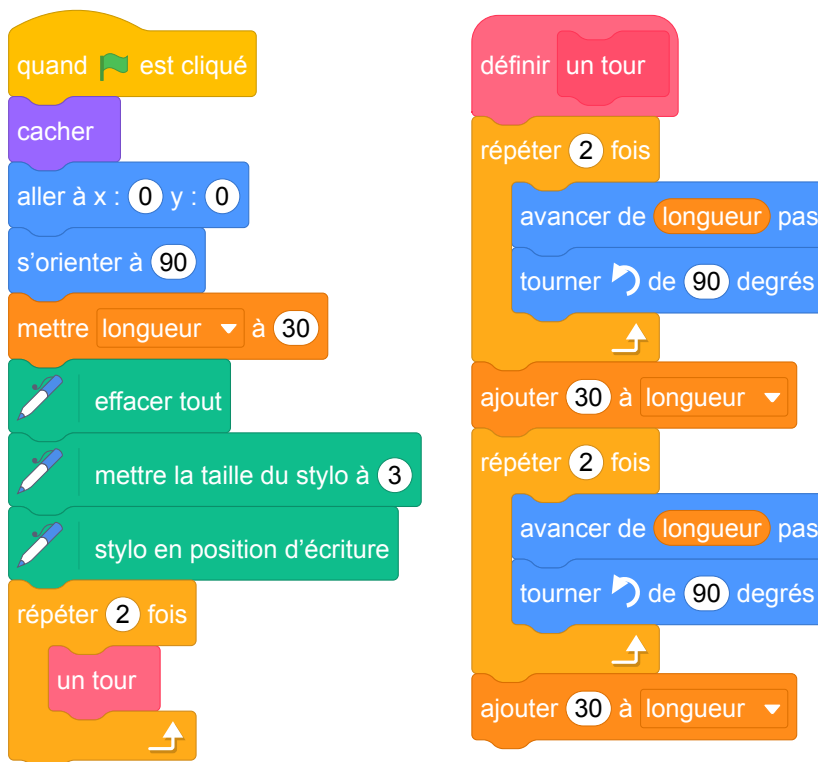 quand est cliqué
cacher
aller à x : 0 y : 0
s'orienter à 90
mettre longueur à 30
effacer tout
mettre la taille du stylo à 3
stylo en position d'écriture
répéter 2 fois
un tour
définir un tour
répéter 2 fois
avancer de longueur pas
tourner de 90 degrés
ajouter 30 à longueur
répéter 2 fois
avancer de longueur pas
tourner de 90 degrés
ajouter 30 à longueur